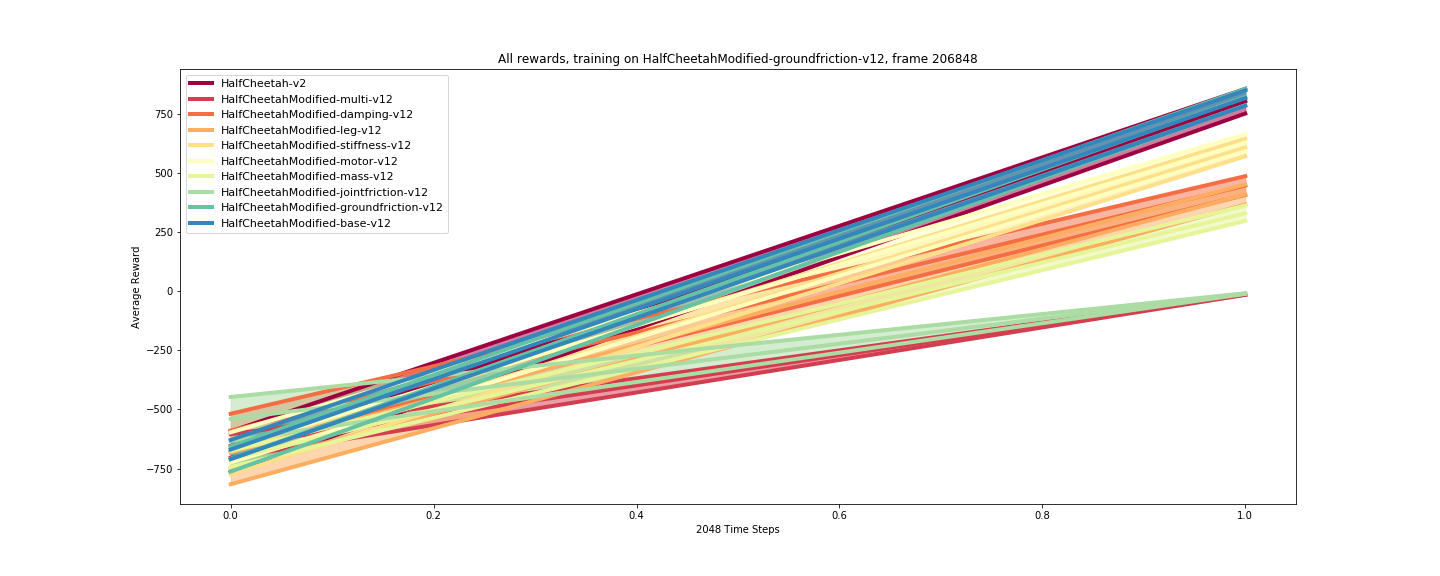 All rewards, training on HalfCheetahModified-groundfriction-v12, frame 206848
HalfCheetah-v2
HalfCheetahModified-multi-v12
HalfCheetahModified-damping-v12
HalfCheetahModified-leg-v12
HalfCheetahModified-stiffness-v12
HalfCheetahModified-motor-v12
HalfCheetahModified-mass-v12
HalfCheetahModified-jointfriction-v12
HalfCheetahModified-groundfriction-v12
HalfCheetahModified-base-v12
Average Reward
750
500
250
0
−250
−500
−750
0.0 0.2 0.4 0.6 0.8 1.0
2048 Time Steps